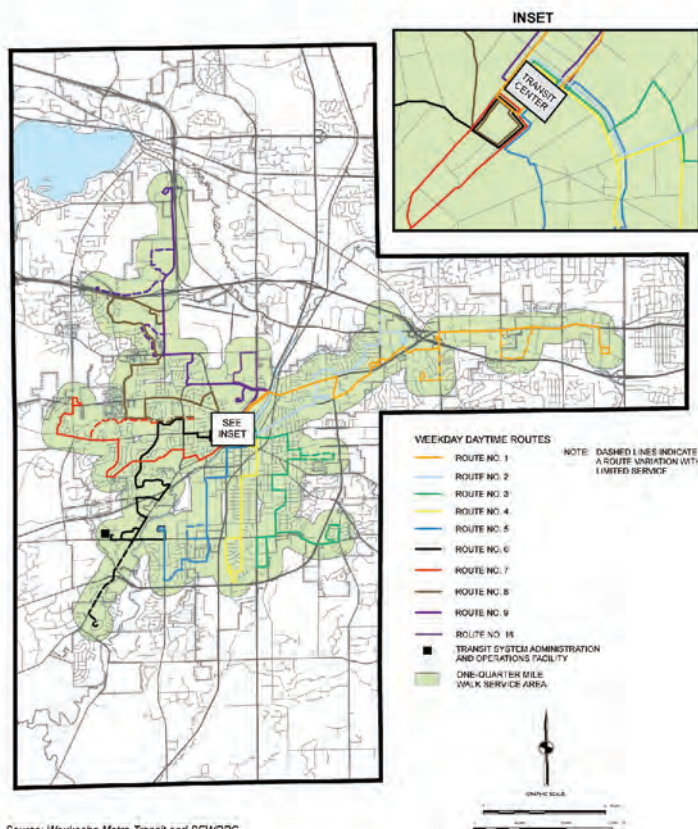 INSET
TRANSIT
CENTER
SEE
INSET
WEEKDAY DAYTIME ROUTES
NOTE: DASHED LINES INDICATE
A ROUTE VARIATION WITH
LIMITED SERVICE
ROUTE NO. 1
ROUTE NO. 2
ROUTE NO. 3
ROUTE NO. 4
ROUTE NO. 5
ROUTE NO. 6
ROUTE NO. 7
ROUTE NO. 8
ROUTE NO. 9
ROUTE NO. 15
TRANSIT SYSTEM ADMINISTRATION
AND OPERATIONS FACILITY
ONE-QUARTER MILE
WALK SERVICE AREA
GRAPHIC SCALE